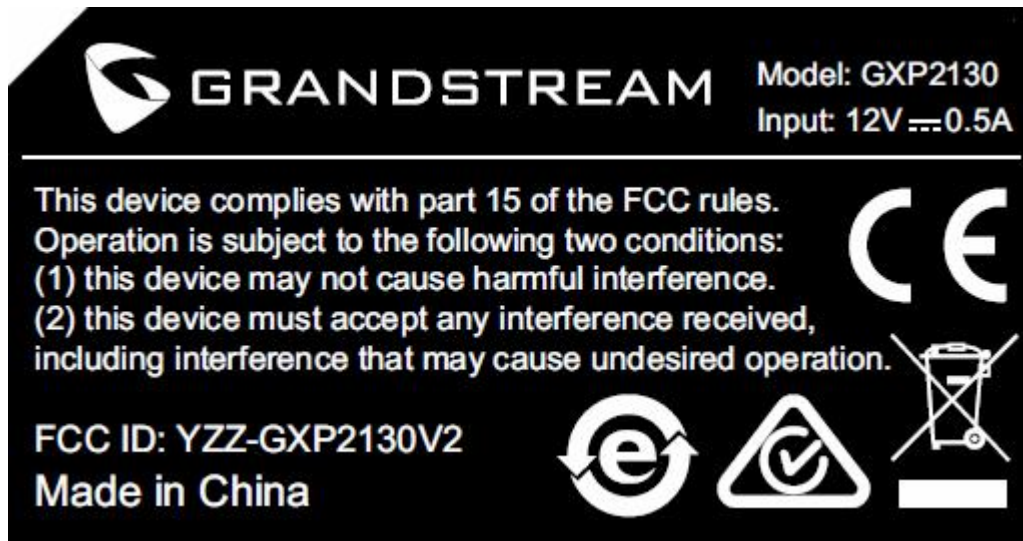 GRANDSTREAM
Model: GXP2130
Input: 12V ⎓ 0.5A
This device complies with part 15 of the FCC rules.
Operation is subject to the following two conditions:
(1) this device may not cause harmful interference.
(2) this device must accept any interference received,
including interference that may cause undesired operation.
CE
FCC ID: YZZ-GXP2130V2
Made in China
e